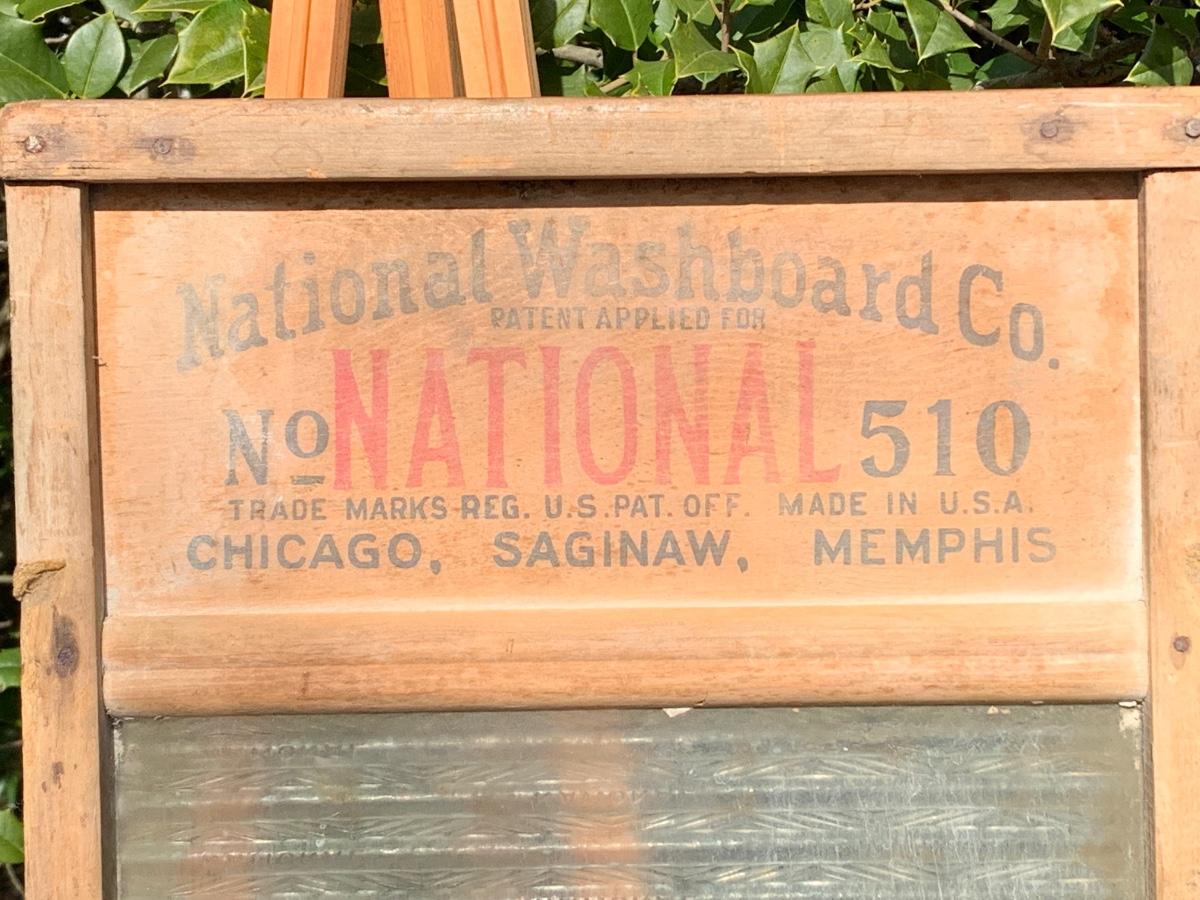 National Washboard Co.
PATENT APPLIED FOR
No NATIONAL 510
TRADE MARKS REG. U.S. PAT. OFF. MADE IN U.S.A.
CHICAGO, SAGINAW, MEMPHIS